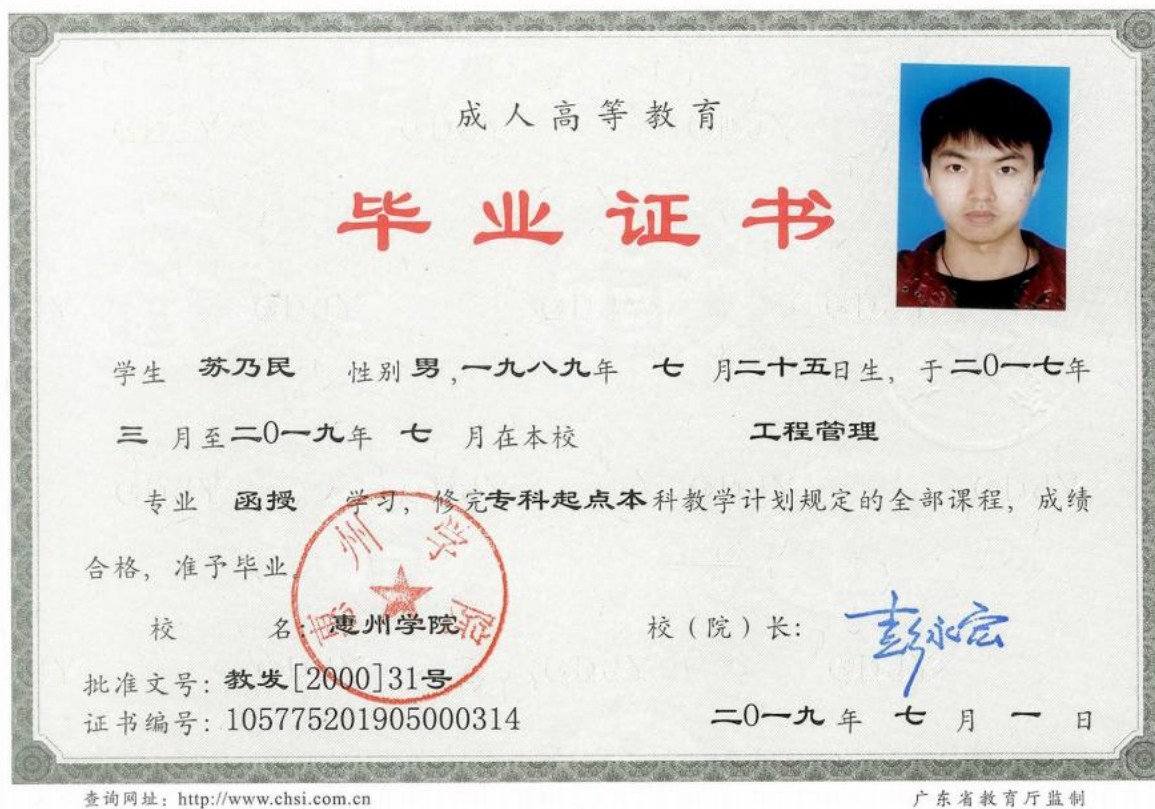 成人高等教育
毕业证书
学生 苏乃民 性别 男,一九八九年 七 月二十五日生, 于二0一七年
三 月至二0一九年 七 月在本校 工程管理
专业 函授 学习, 修完专科起点本科教学计划规定的全部课程, 成绩
合格, 准予毕业。
惠州学院
校 名: 惠州学院 校(院)长: 彭永宏
批准文号: 教发[2000]31号
证书编号: 105775201905000314 二0一九 年 七 月 一 日
查询网址: http://www.chsi.com.cn 广东省教育厅监制